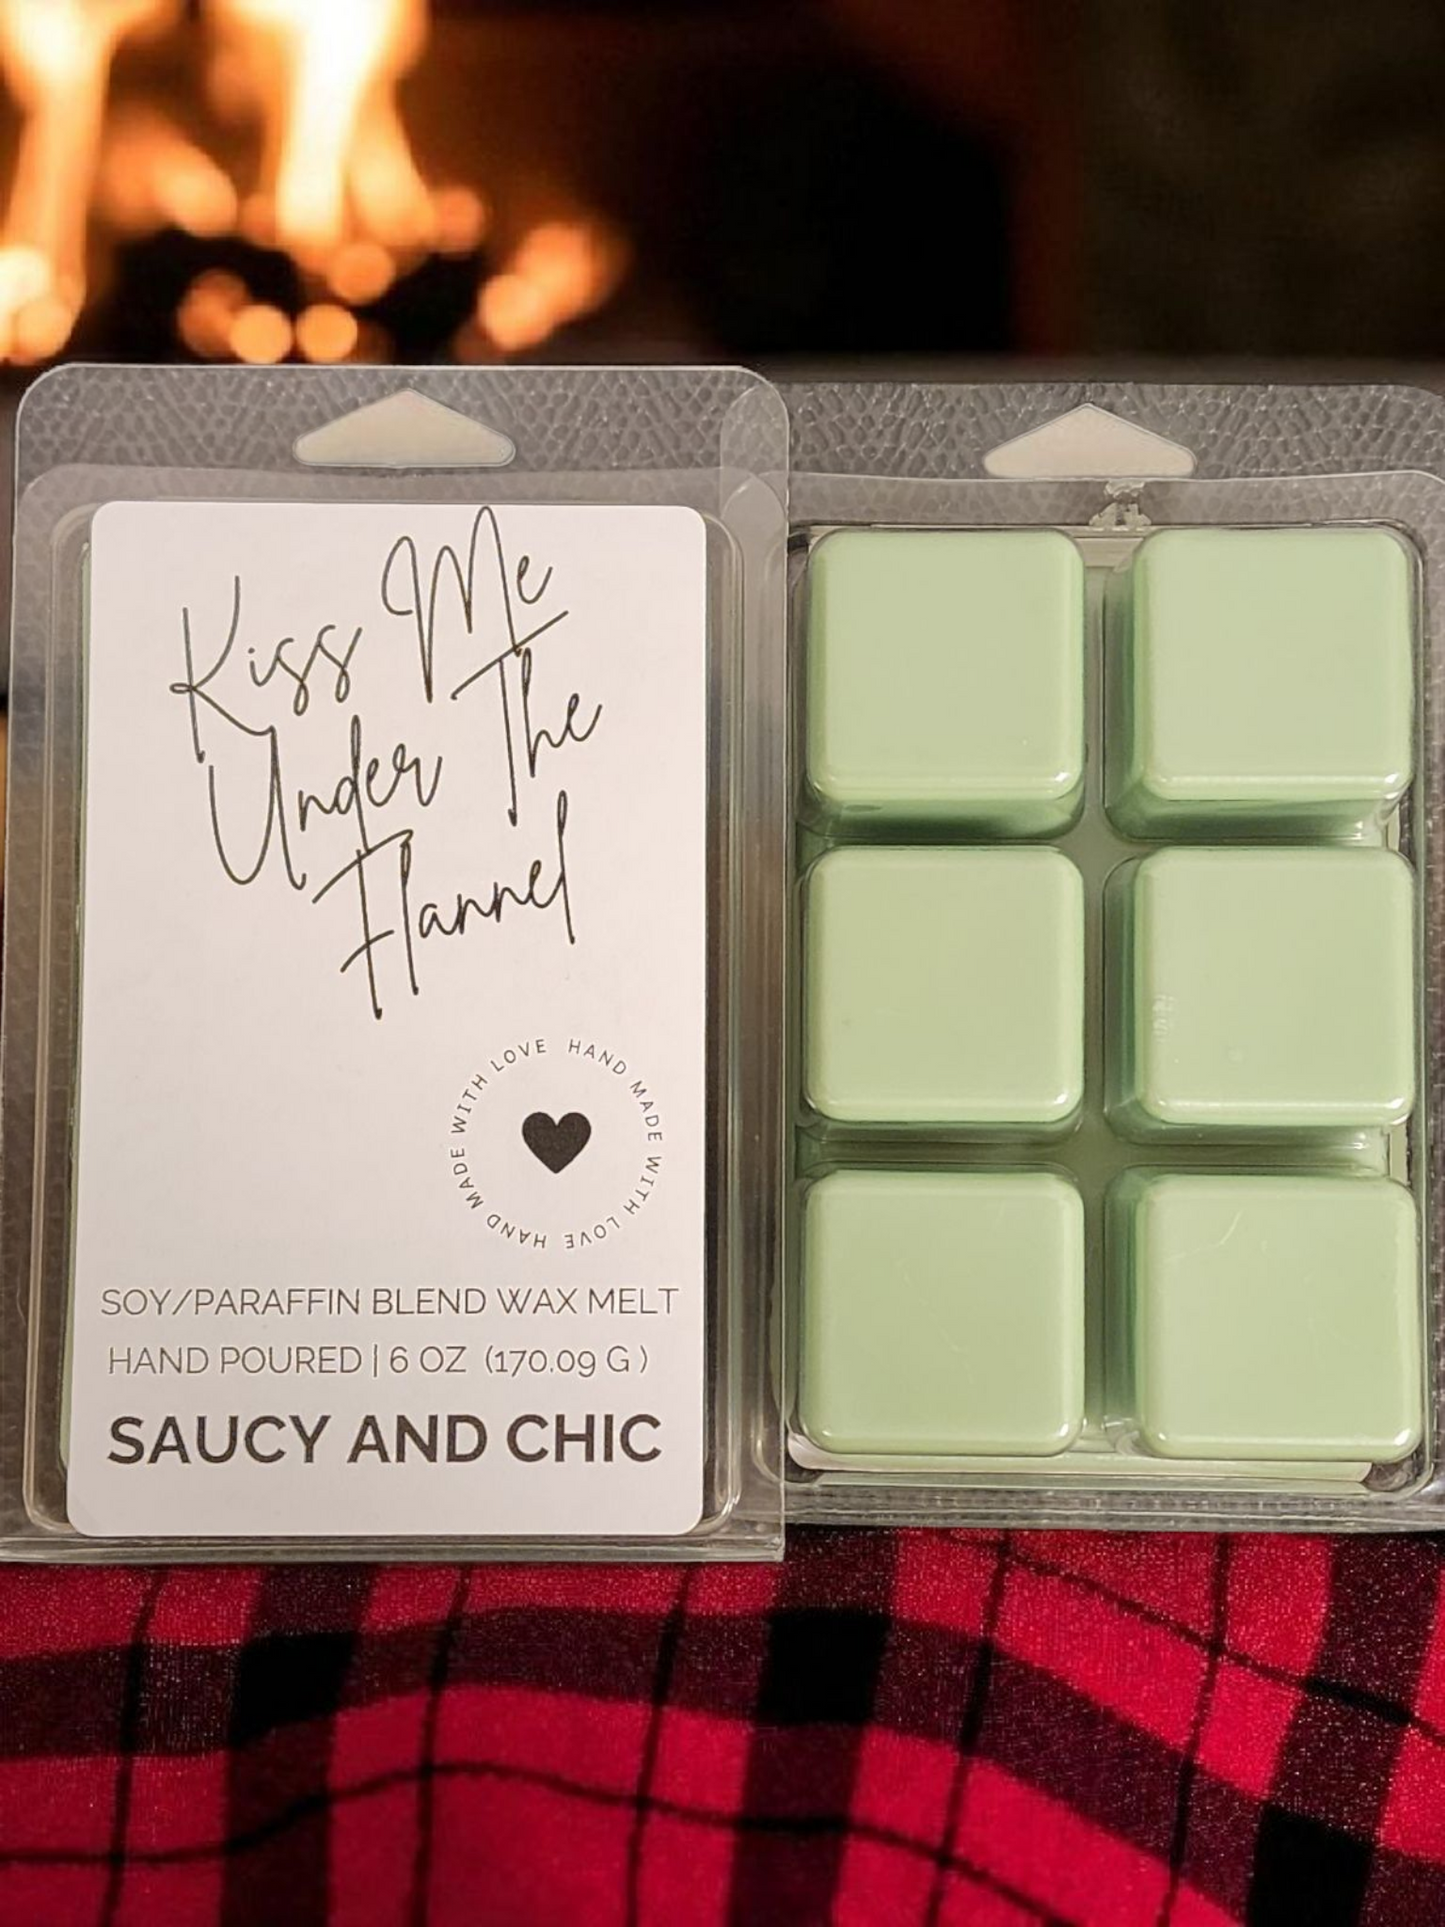 Kiss Me
Under The
Flannel
HAND MADE WITH LOVE HAND MADE WITH LOVE
SOY/PARAFFIN BLEND WAX MELT
HAND POURED | 6 OZ (170.09 G )
SAUCY AND CHIC